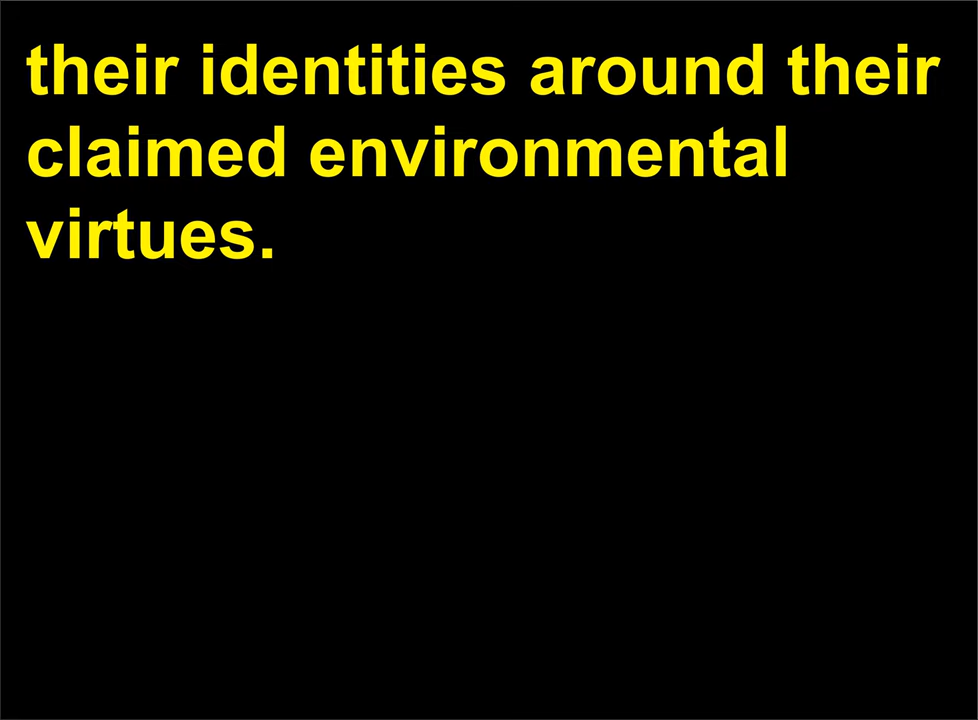 their identities around their
claimed environmental
virtues.